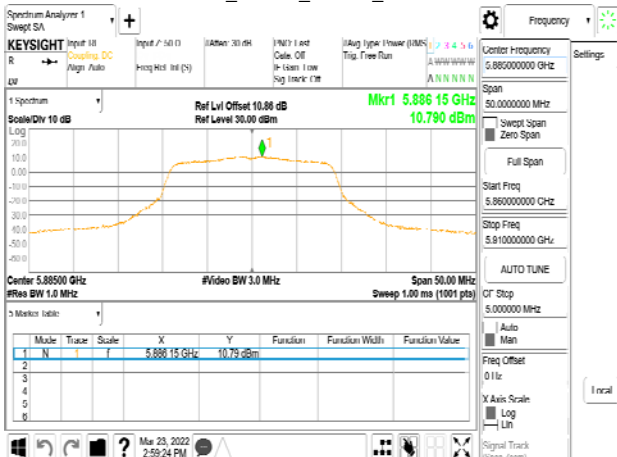 Spectrum Analyzer 1
Swept SA
KEYSIGHT
Input: RF
Coupling: DC
Align: Auto
Input Z: 50 Ω
Freq Ref: Int (S)
#Atten: 30 dB
PNO: Fast
Gate: Off
IF Gain: Low
Sig Track: Off
#Avg Type: Power (RMS
Trig: Free Run
1 2 3 4 5 6
A W W W W W
A N N N N N
1 Spectrum
Scale/Div 10 dB
Ref Lvl Offset 10.86 dB
Ref Level 30.00 dBm
Mkr1 5.886 15 GHz
10.790 dBm
Log
20.0
10.0
0.00
-10.0
-20.0
-30.0
-40.0
-50.0
-60.0
1
Center 5.88500 GHz
#Res BW 1.0 MHz
#Video BW 3.0 MHz
Span 50.00 MHz
Sweep 1.00 ms (1001 pts)
5 Marker Table
Mode Trace Scale X Y Function Function Width Function Value
1 N 1 f 5.886 15 GHz 10.79 dBm
2
3
4
5
6
Mar 23, 2022
2:59:24 PM
Frequency
Center Frequency
5.885000000 GHz
Settings
Span
50.0000000 MHz
Swept Span
Zero Span
Full Span
Start Freq
5.860000000 GHz
Stop Freq
5.910000000 GHz
AUTO TUNE
CF Step
5.000000 MHz
Auto
Man
Freq Offset
0 Hz
X Axis Scale
Log
Lin
Local
Signal Track